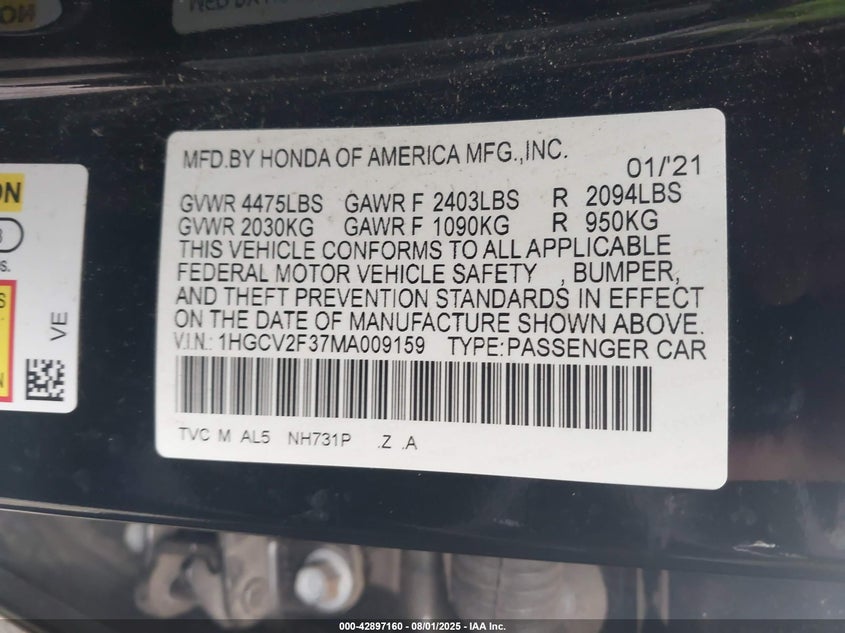 MFD.BY HONDA OF AMERICA MFG.,INC.
01/'21
GVWR 4475LBS GAWR F 2403LBS R 2094LBS
GVWR 2030KG GAWR F 1090KG R 950KG
THIS VEHICLE CONFORMS TO ALL APPLICABLE
FEDERAL MOTOR VEHICLE SAFETY , BUMPER,
AND THEFT PREVENTION STANDARDS IN EFFECT
ON THE DATE OF MANUFACTURE SHOWN ABOVE.
V.I.N.: 1HGCV2F37MA009159 TYPE:PASSENGER CAR
TVC M AL5 NH731P .Z .A
VE
000-42897160 - 08/01/2025 - IAA Inc.